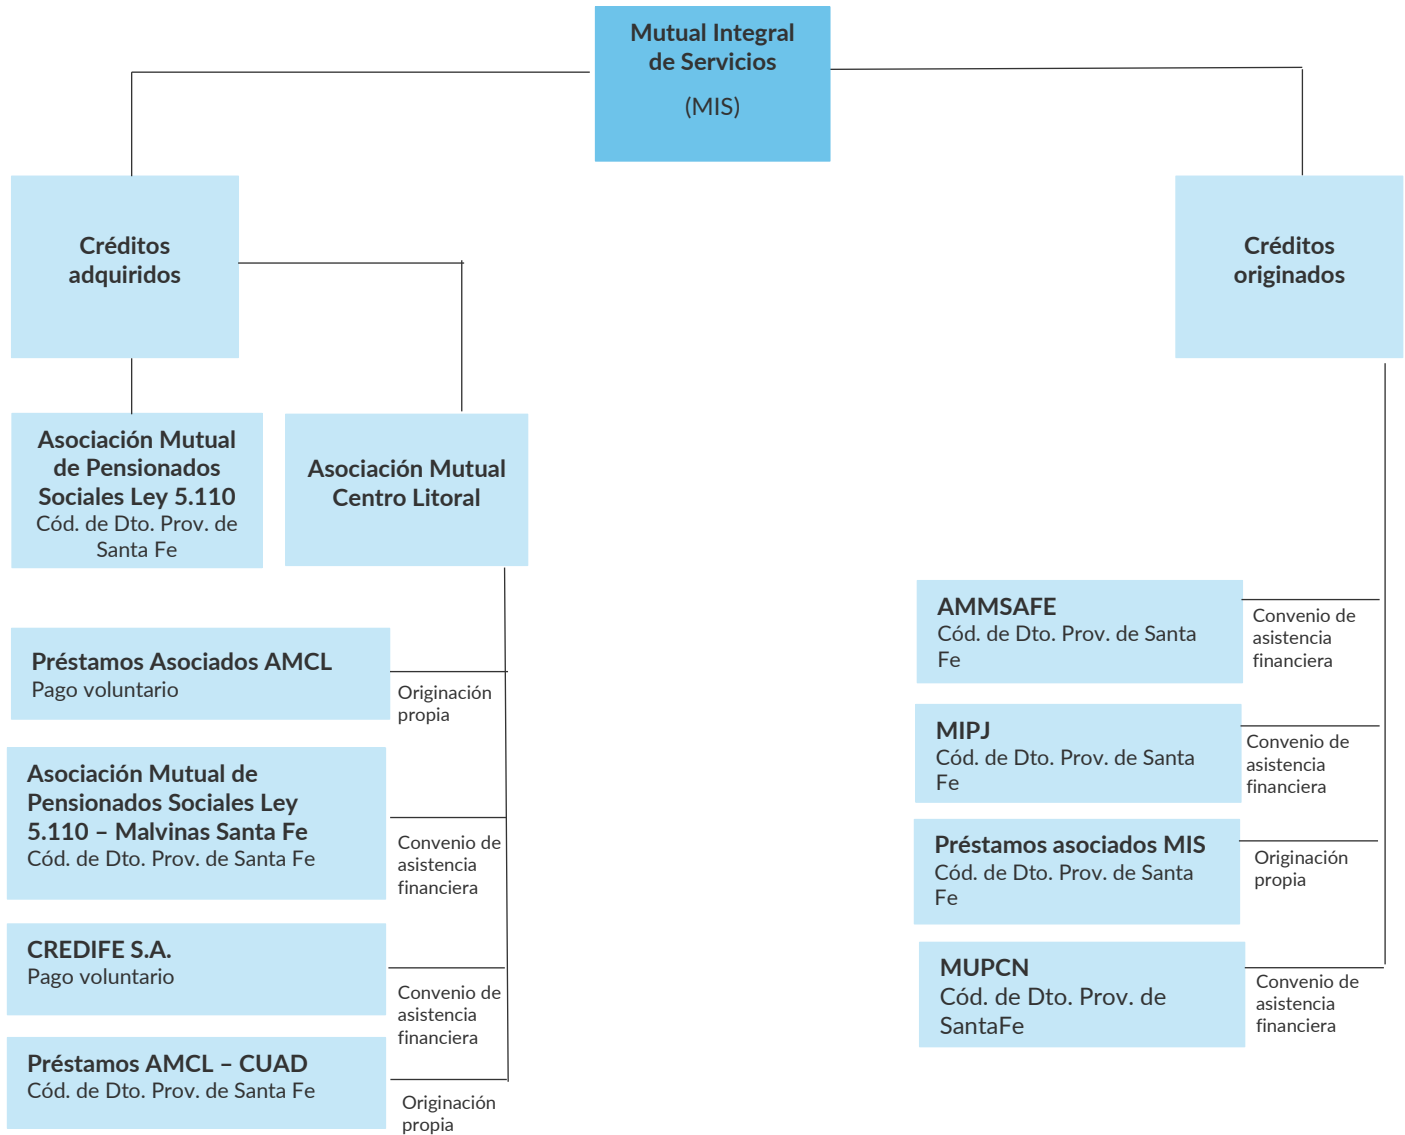 Mutual Integral
de Servicios
(MIS)
Créditos
adquiridos
Créditos
originados
Asociación Mutual
de Pensionados
Sociales Ley 5.110
Cód. de Dto. Prov. de
Santa Fe
Asociación Mutual
Centro Litoral
Préstamos Asociados AMCL
Pago voluntario
Originación
propia
Asociación Mutual de
Pensionados Sociales Ley
5.110 – Malvinas Santa Fe
Cód. de Dto. Prov. de Santa Fe
Convenio de
asistencia
financiera
CREDIFE S.A.
Pago voluntario
Convenio de
asistencia
financiera
Préstamos AMCL – CUAD
Cód. de Dto. Prov. de Santa Fe
Originación
propia
AMMSAFE
Cód. de Dto. Prov. de Santa
Fe
Convenio de
asistencia
financiera
MIPJ
Cód. de Dto. Prov. de Santa
Fe
Convenio de
asistencia
financiera
Préstamos asociados MIS
Cód. de Dto. Prov. de Santa
Fe
Originación
propia
MUPCN
Cód. de Dto. Prov. de
SantaFe
Convenio de
asistencia
financiera